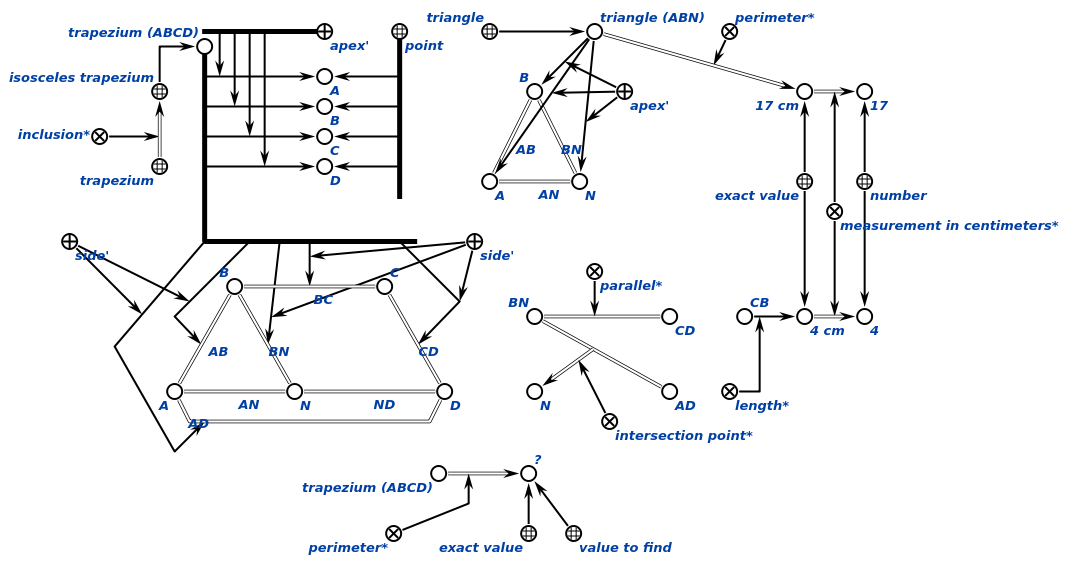 triangle
triangle (ABN)
perimeter*
trapezium (ABCD)
apex'
point
isosceles trapezium
B
A
17 cm
17
apex'
B
inclusion*
C
AB
BN
trapezium
D
A
AN
N
exact value
number
measurement in centimeters*
side'
side'
B
C
BC
parallel*
BN
CD
CB
4 cm
4
AB
BN
CD
A
AN
N
ND
D
AD
N
AD
length*
intersection point*
?
trapezium (ABCD)
perimeter*
exact value
value to find